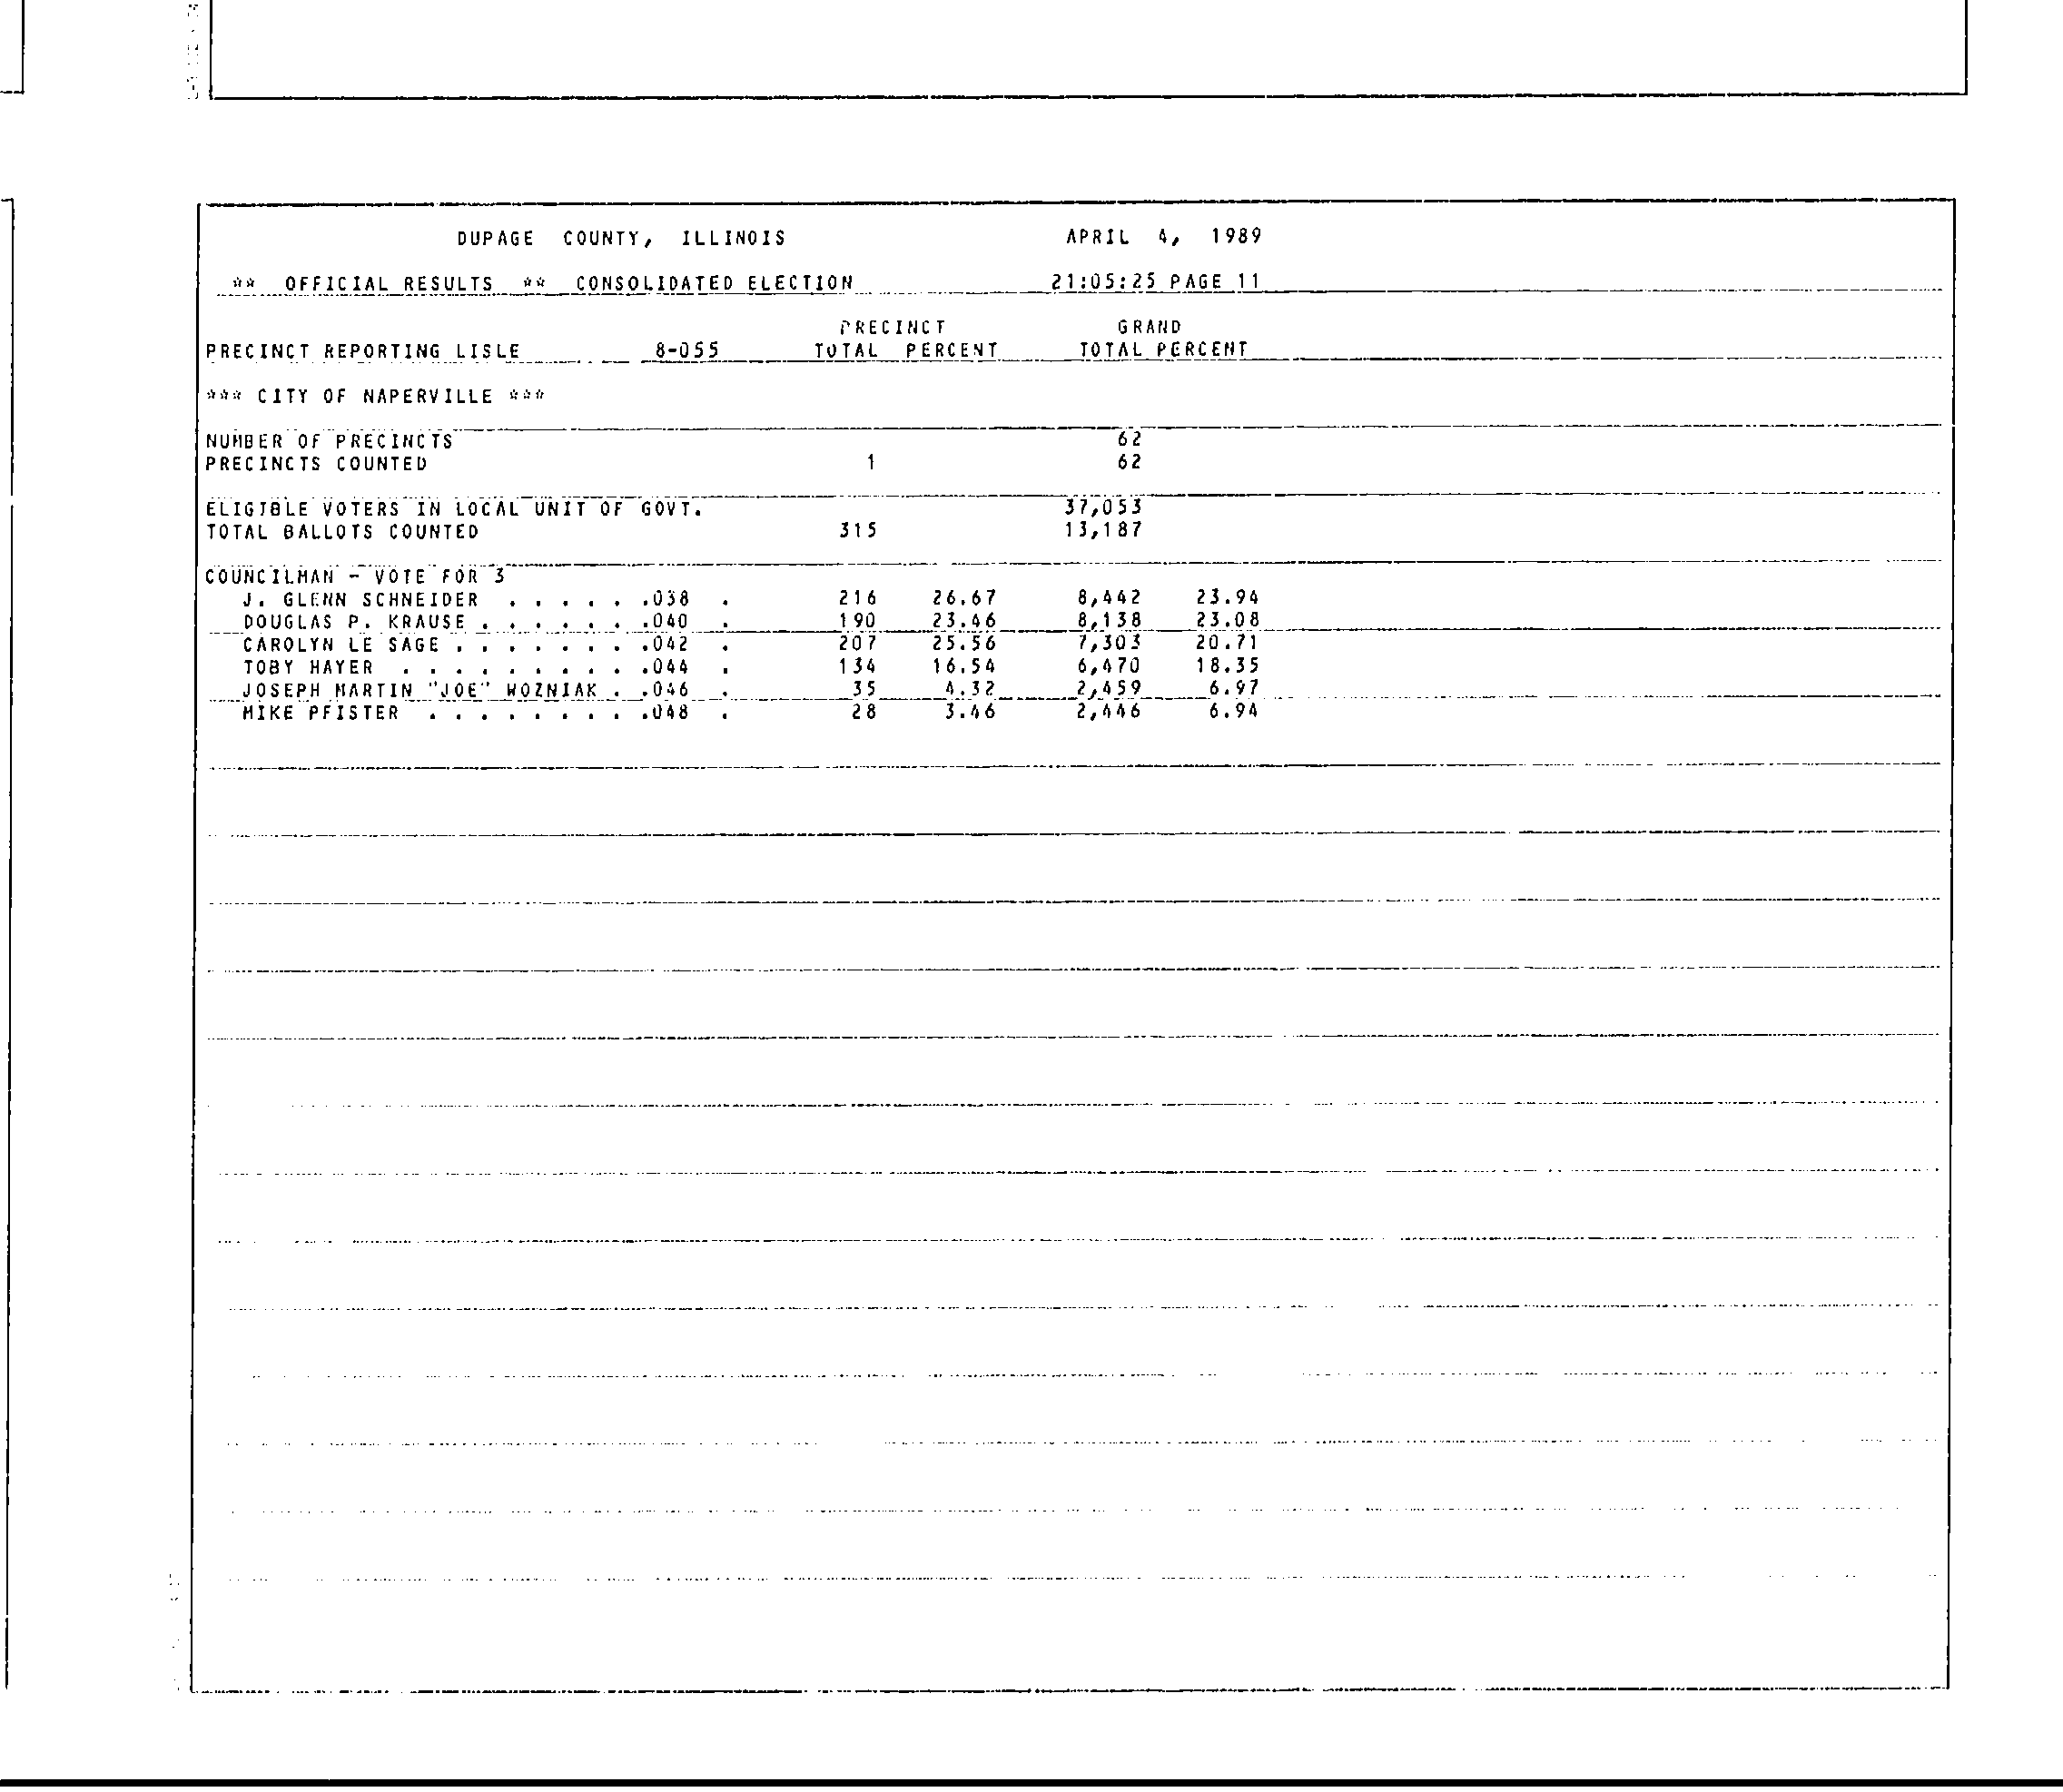 DUPAGE COUNTY, ILLINOIS APRIL 4, 1989
** OFFICIAL RESULTS ** CONSOLIDATED ELECTION 21:05:25 PAGE 11
PRECINCT GRAND
PRECINCT REPORTING LISLE 8-055 TOTAL PERCENT TOTAL PERCENT
*** CITY OF NAPERVILLE ***
NUMBER OF PRECINCTS 62
PRECINCTS COUNTED 1 62
ELIGIBLE VOTERS IN LOCAL UNIT OF GOVT. 37,053
TOTAL BALLOTS COUNTED 315 13,187
COUNCILMAN - VOTE FOR 3
J. GLENN SCHNEIDER . . . . . .038 . 216 26.67 8,442 23.94
DOUGLAS P. KRAUSE . . . . . . .040 . 190 23.46 8,138 23.08
CAROLYN LE SAGE . . . . . . . .042 . 207 25.56 7,303 20.71
TOBY HAYER . . . . . . . . . .044 . 134 16.54 6,470 18.35
JOSEPH MARTIN "JOE" WOZNIAK . .046 . 35 4.32 2,459 6.97
MIKE PFISTER . . . . . . . . .048 . 28 3.46 2,446 6.94